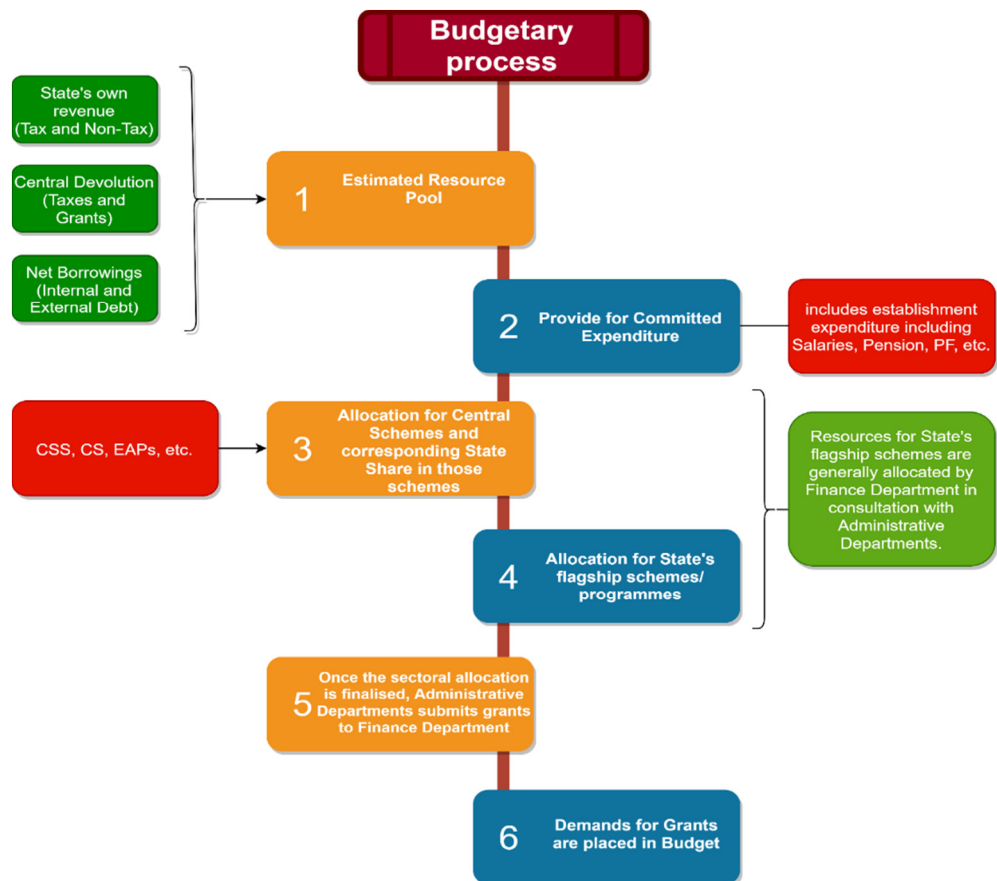 Budgetary
process
State's own
revenue
(Tax and Non-Tax)
Central Devolution
(Taxes and
Grants)
Net Borrowings
(Internal and
External Debt)
1
Estimated Resource
Pool
2
Provide for Committed
Expenditure
includes establishment
expenditure including
Salaries, Pension, PF, etc.
CSS, CS, EAPs, etc.
3
Allocation for Central
Schemes and
corresponding State
Share in those
schemes
Resources for State's
flagship schemes are
generally allocated by
Finance Department in
consultation with
Administrative
Departments.
4
Allocation for State's
flagship schemes/
programmes
5
Once the sectoral allocation
is finalised, Administrative
Departments submits grants
to Finance Department
6
Demands for Grants
are placed in Budget